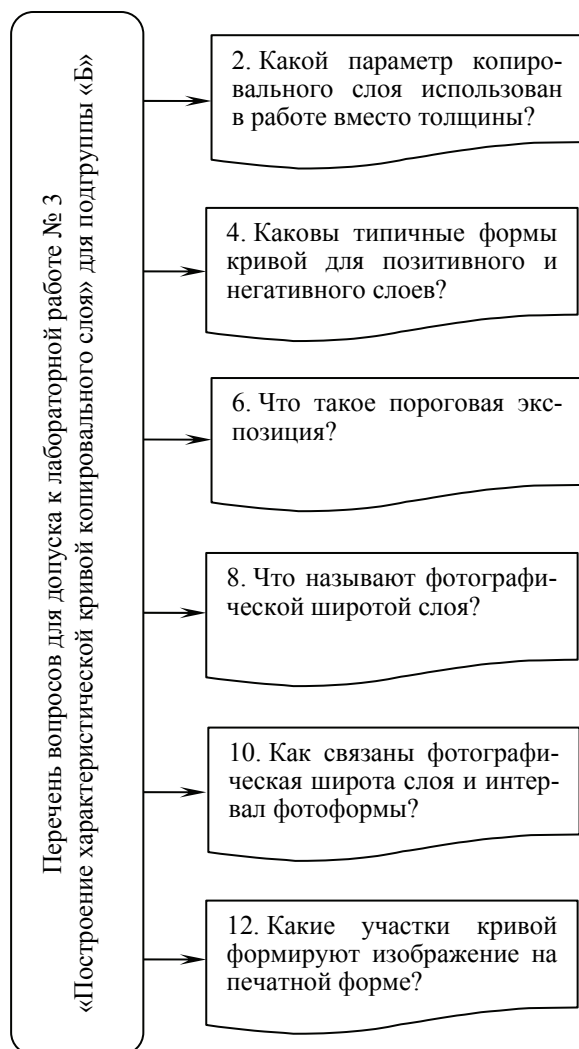 Перечень вопросов для допуска к лабораторной работе № 3
«Построение характеристической кривой копировального слоя» для подгруппы «Б»
2. Какой параметр копиро-
вального слоя использован
в работе вместо толщины?
4. Каковы типичные формы
кривой для позитивного и
негативного слоев?
6. Что такое пороговая экс-
позиция?
8. Что называют фотографи-
ческой широтой слоя?
10. Как связаны фотографи-
ческая широта слоя и интер-
вал фотоформы?
12. Какие участки кривой
формируют изображение на
печатной форме?